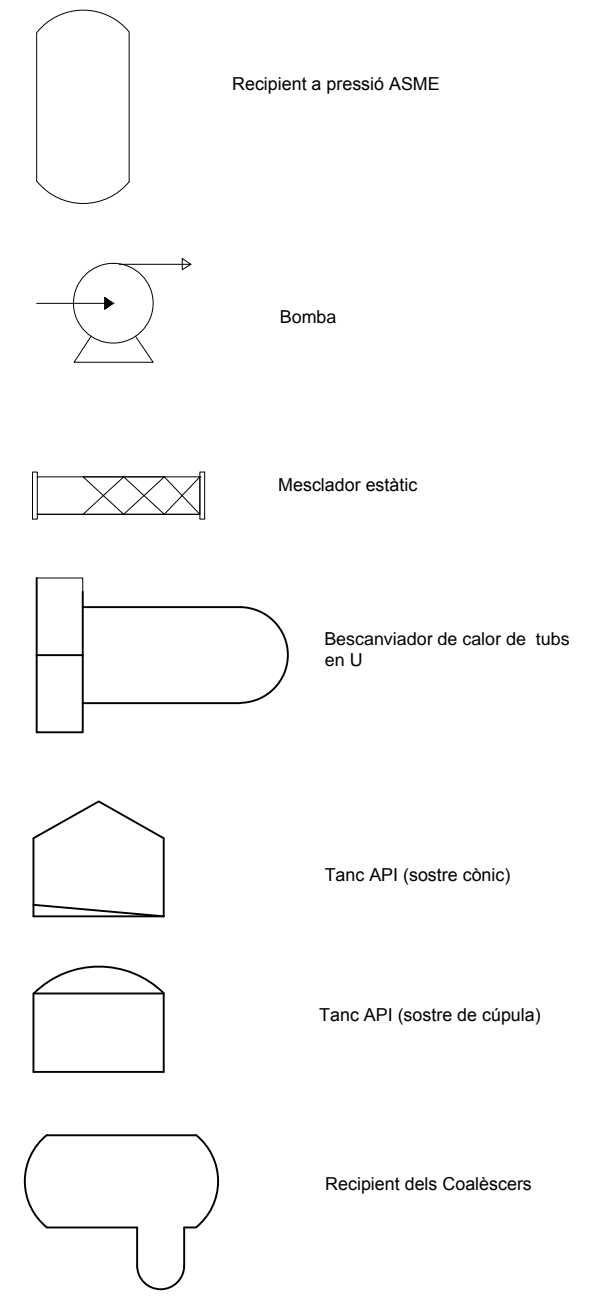 Recipient a pressió ASME
Bomba
Mesclador estàtic
Bescanviador de calor de tubs
en U
Tanc API (sostre cònic)
Tanc API (sostre de cúpula)
Recipient dels Coalèscers